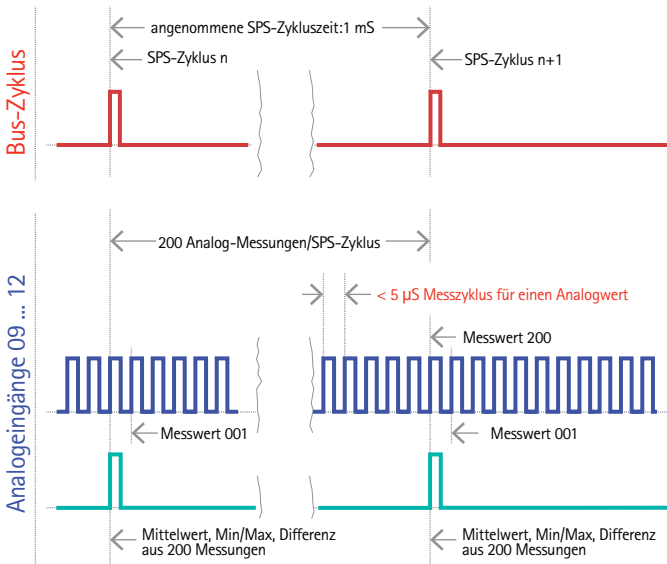 angenommene SPS-Zykluszeit:1 mS
SPS-Zyklus n
SPS-Zyklus n+1
Bus-Zyklus
200 Analog-Messungen/SPS-Zyklus
< 5 µS Messzyklus für einen Analogwert
Messwert 200
Analogeingänge 09 ... 12
Messwert 001
Messwert 001
Mittelwert, Min/Max, Differenz
aus 200 Messungen
Mittelwert, Min/Max, Differenz
aus 200 Messungen